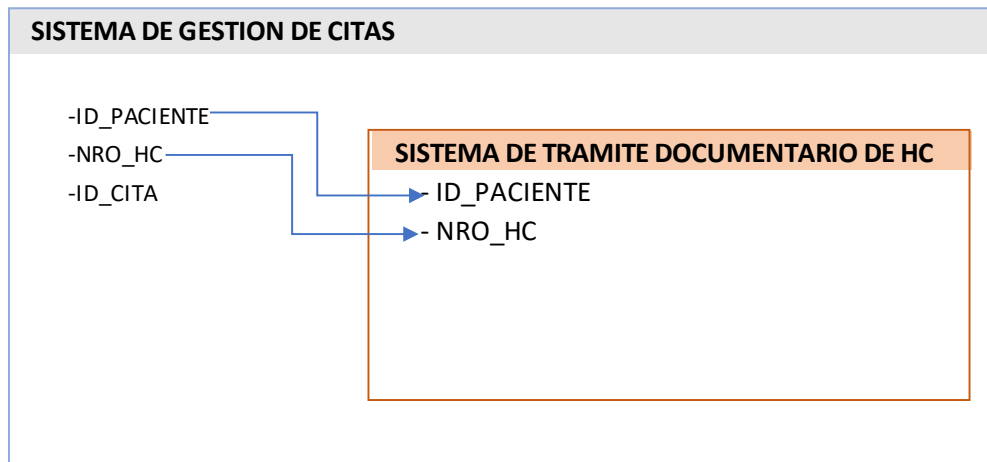 SISTEMA DE GESTION DE CITAS
-ID_PACIENTE
-NRO_HC
-ID_CITA
SISTEMA DE TRAMITE DOCUMENTARIO DE HC
- ID_PACIENTE
- NRO_HC